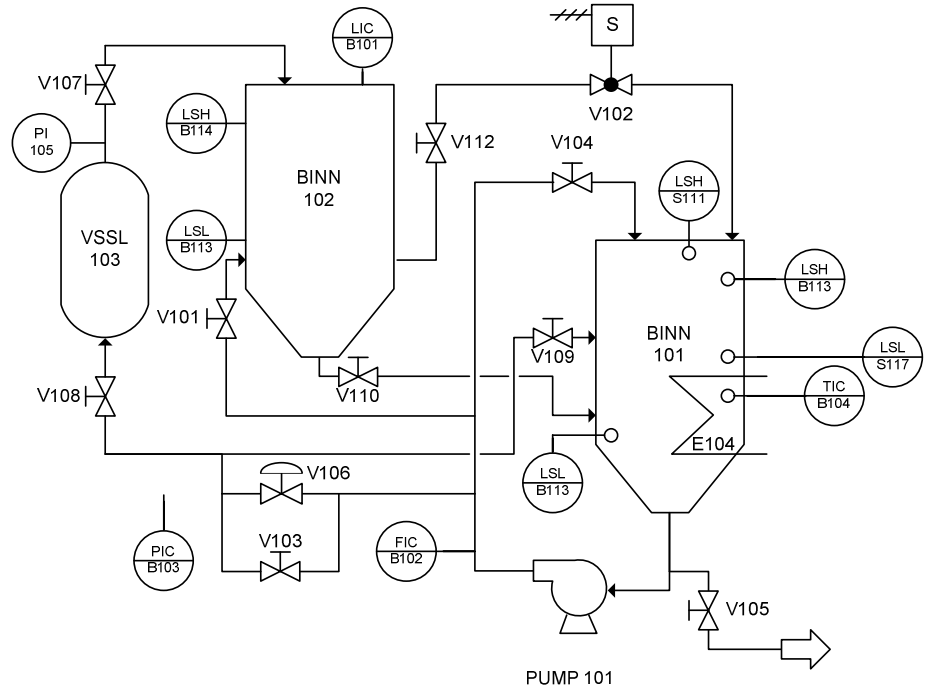 LIC
B101
S
V107
LSH
B114
V102
PI
105
V112
V104
LSH
S111
BINN
102
VSSL
103
LSL
B113
LSH
B113
V101
BINN
101
V109
LSL
S117
V108
V110
TIC
B104
E104
V106
LSL
B113
V103
PIC
B103
FIC
B102
V105
PUMP 101